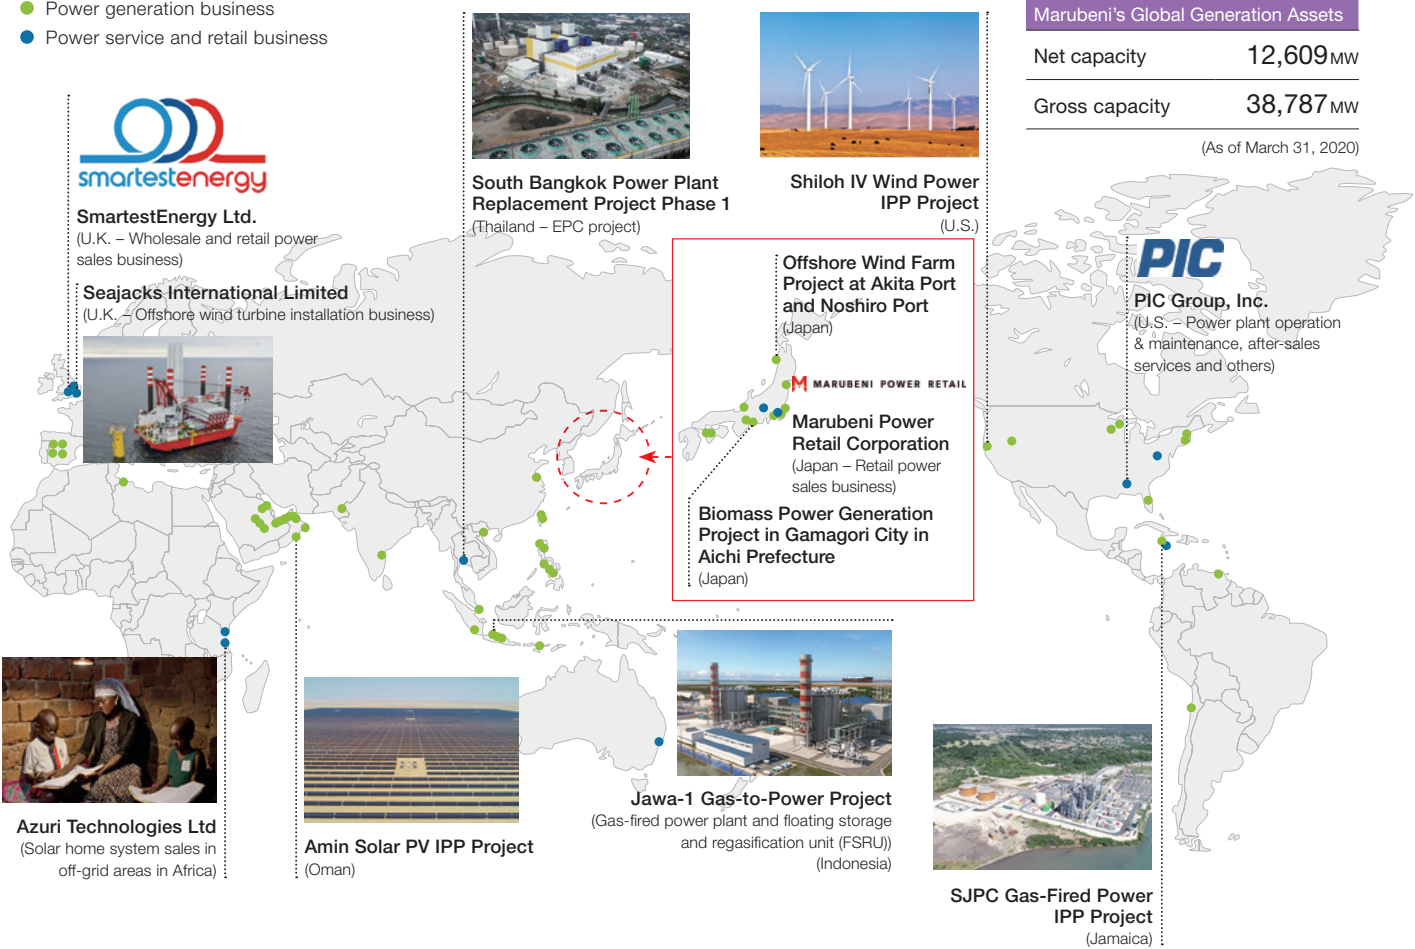 Power generation business
Power service and retail business
Marubeni's Global Generation Assets
Net capacity 12,609 MW
Gross capacity 38,787 MW
(As of March 31, 2020)
smartestenergy
SmartestEnergy Ltd.
(U.K. – Wholesale and retail power
sales business)
Seajacks International Limited
(U.K. – Offshore wind turbine installation business)
South Bangkok Power Plant
Replacement Project Phase 1
(Thailand – EPC project)
Shiloh IV Wind Power
IPP Project
(U.S.)
Offshore Wind Farm
Project at Akita Port
and Noshiro Port
(Japan)
MARUBENI POWER RETAIL
Marubeni Power
Retail Corporation
(Japan – Retail power
sales business)
Biomass Power Generation
Project in Gamagori City in
Aichi Prefecture
(Japan)
PIC
PIC Group, Inc.
(U.S. – Power plant operation
& maintenance, after-sales
services and others)
Azuri Technologies Ltd
(Solar home system sales in
off-grid areas in Africa)
Amin Solar PV IPP Project
(Oman)
Jawa-1 Gas-to-Power Project
(Gas-fired power plant and floating storage
and regasification unit (FSRU))
(Indonesia)
SJPC Gas-Fired Power
IPP Project
(Jamaica)